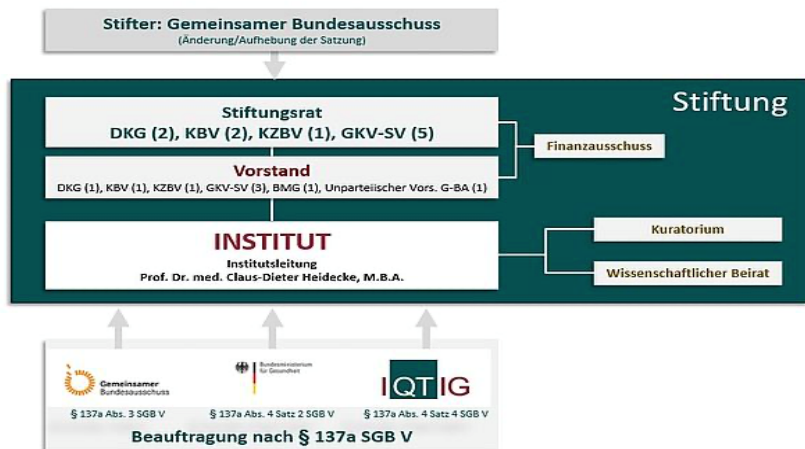 Stifter: Gemeinsamer Bundesausschuss
(Änderung/Aufhebung der Satzung)
Stiftung
Stiftungsrat
DKG (2), KBV (2), KZBV (1), GKV-SV (5)
Finanzausschuss
Vorstand
DKG (1), KBV (1), KZBV (1), GKV-SV (3), BMG (1), Unparteiischer Vors. G-BA (1)
INSTITUT
Institutsleitung
Prof. Dr. med. Claus-Dieter Heidecke, M.B.A.
Kuratorium
Wissenschaftlicher Beirat
Gemeinsamer
Bundesausschuss
Bundesministerium
für Gesundheit
IQTIG
§ 137a Abs. 3 SGB V
§ 137a Abs. 4 Satz 2 SGB V
§ 137a Abs. 4 Satz 4 SGB V
Beauftragung nach § 137a SGB V